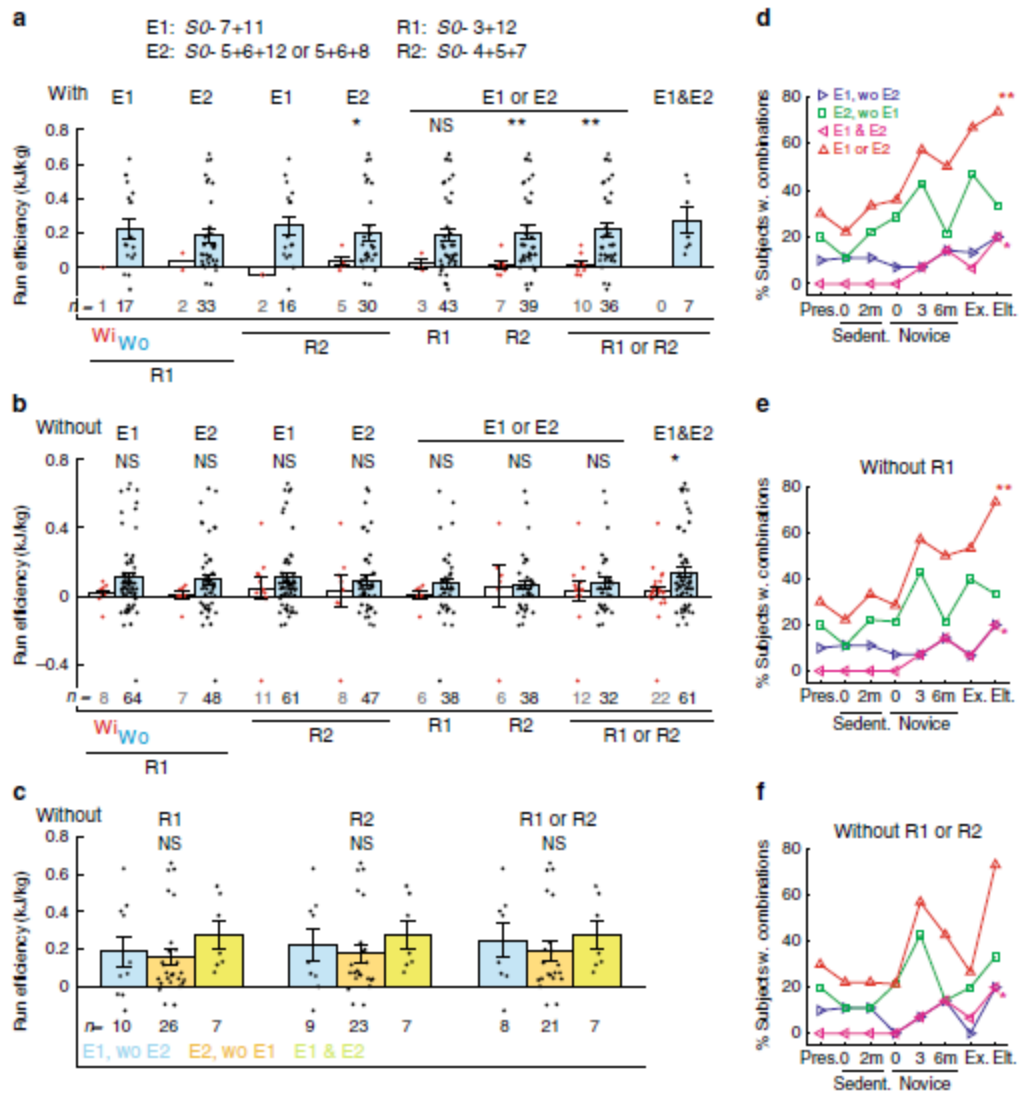 a
E1: S0- 7+11 R1: S0- 3+12
E2: S0- 5+6+12 or 5+6+8 R2: S0- 4+5+7
With E1 E2 E1 E2 E1 or E2 E1&E2
* NS ** **
Run efficiency (kJ/kg)
0.8
0.6
0.4
0.2
0
n = 1 17 2 33 2 16 5 30 3 43 7 39 10 36 0 7
Wi Wo
R1 R2 R1 R2 R1 or R2
b
Without E1 E2 E1 E2 E1 or E2 E1&E2
NS NS NS NS NS NS NS *
Run efficiency (kJ/kg)
0.8
0.4
0
–0.4
n = 8 64 7 48 11 61 8 47 6 38 6 38 12 32 22 61
Wi Wo
R1 R2 R1 R2 R1 or R2
c
Without R1 R2 R1 or R2
NS NS NS
Run efficiency (kJ/kg)
0.8
0.6
0.4
0.2
0
n= 10 26 7 9 23 7 8 21 7
E1, wo E2 E2, wo E1 E1 & E2
d
% Subjects w. combinations
80
60
40
20
0
E1, wo E2
E2, wo E1
E1 & E2
E1 or E2
**
*
Pres. 0 2m 0 3 6m Ex. Elt.
Sedent. Novice
e
Without R1
% Subjects w. combinations
80
60
40
20
0
**
*
Pres. 0 2m 0 3 6m Ex. Elt.
Sedent. Novice
f
Without R1 or R2
% Subjects w. combinations
80
40
20
0
*
Pres. 0 2m 0 3 6m Ex. Elt.
Sedent. Novice